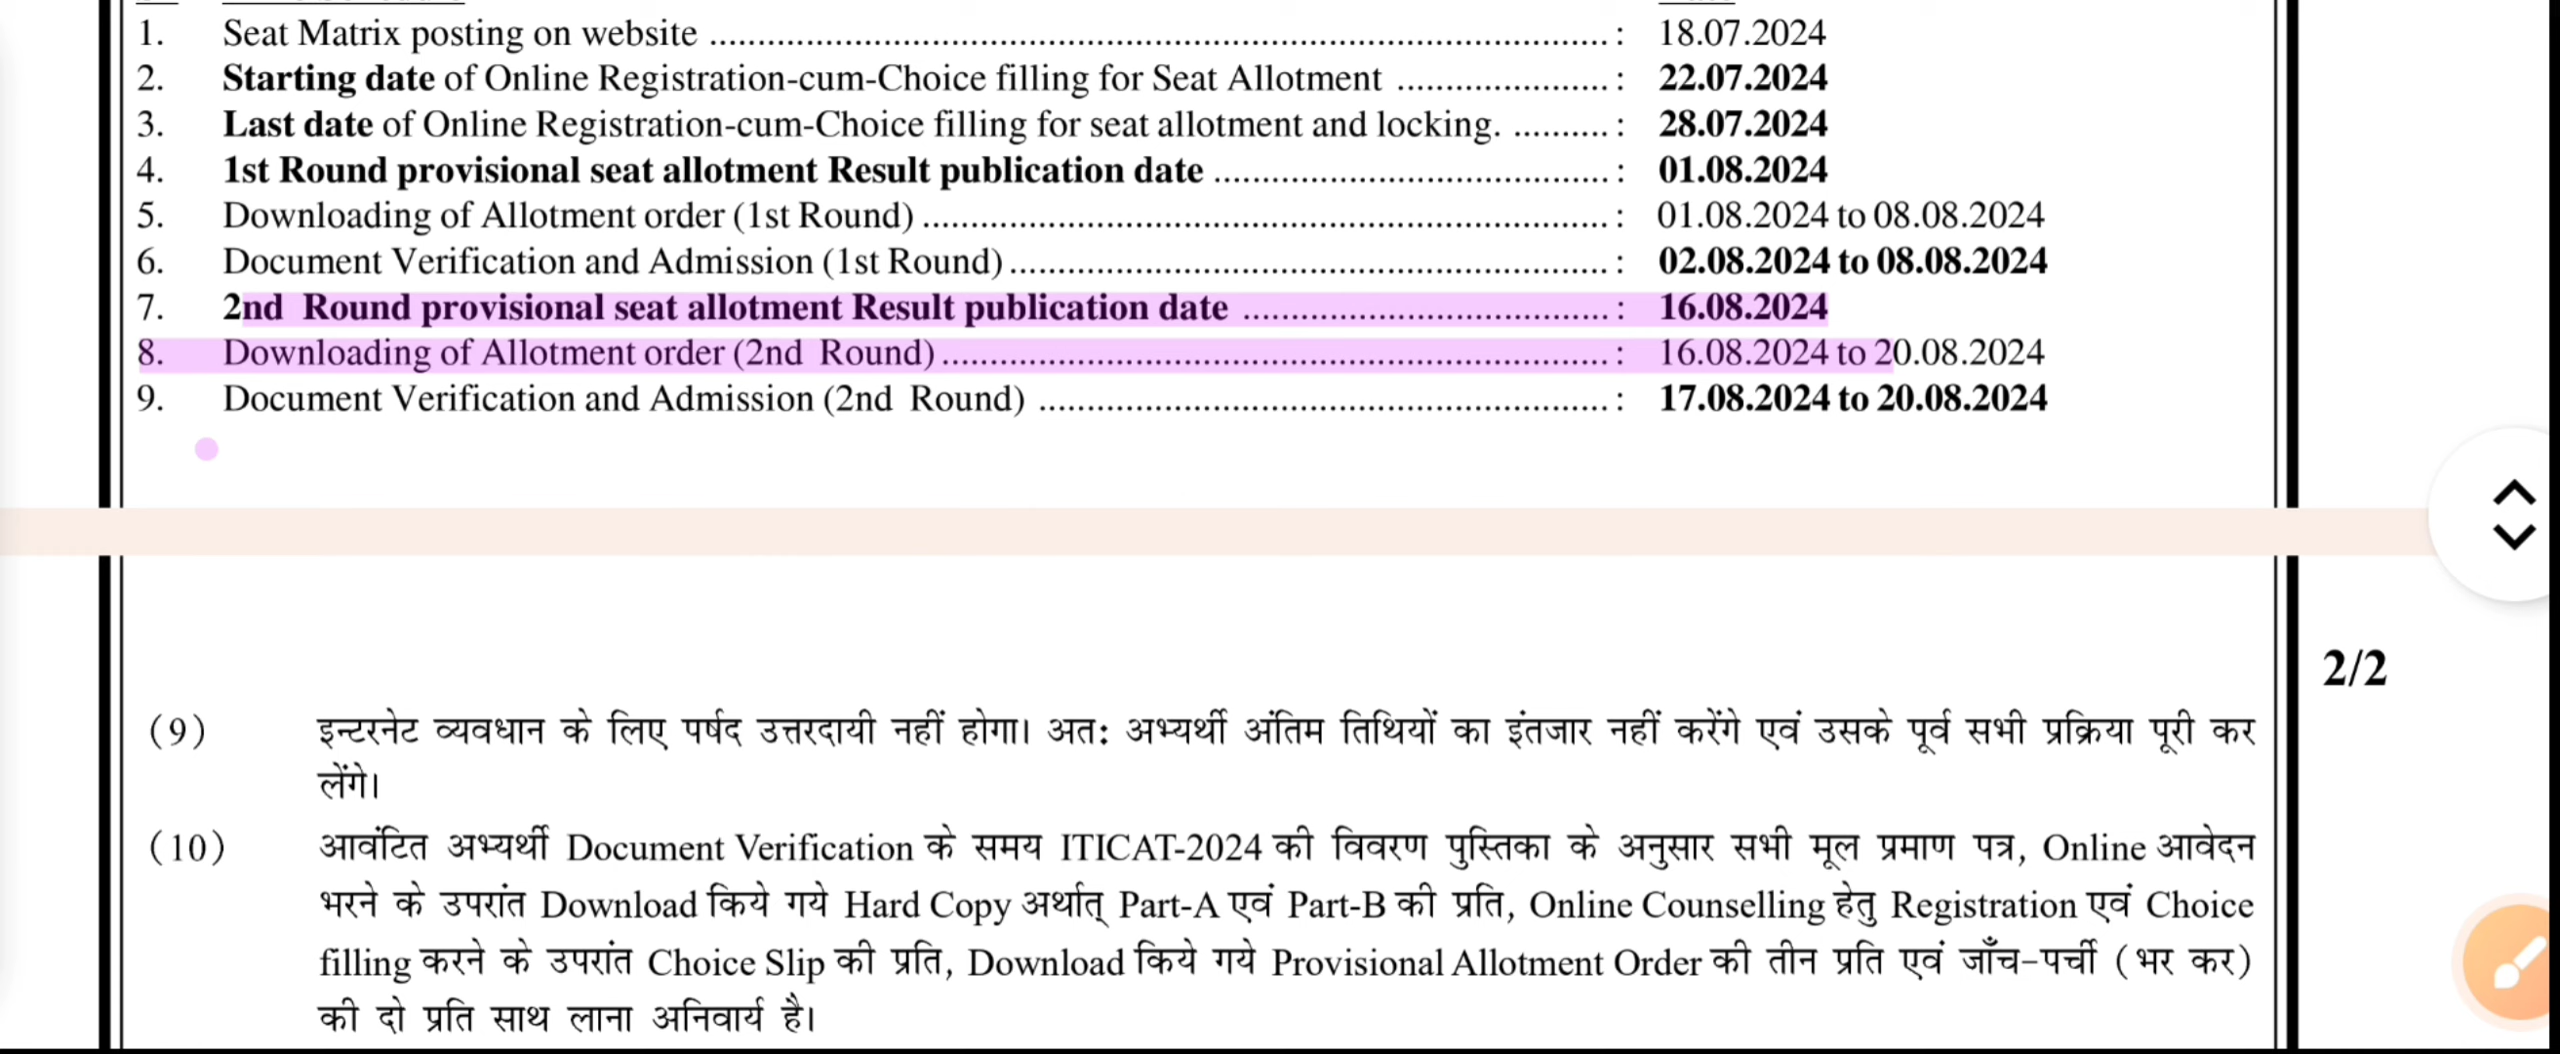 1. Seat Matrix posting on website ............................................................................................ : 18.07.2024
2. Starting date of Online Registration-cum-Choice filling for Seat Allotment ...................... : 22.07.2024
3. Last date of Online Registration-cum-Choice filling for seat allotment and locking. .......... : 28.07.2024
4. 1st Round provisional seat allotment Result publication date ......................................... : 01.08.2024
5. Downloading of Allotment order (1st Round) ...................................................................... : 01.08.2024 to 08.08.2024
6. Document Verification and Admission (1st Round) ............................................................. : 02.08.2024 to 08.08.2024
7. 2nd Round provisional seat allotment Result publication date ...................................... : 16.08.2024
8. Downloading of Allotment order (2nd Round) .................................................................... : 16.08.2024 to 20.08.2024
9. Document Verification and Admission (2nd Round) .......................................................... : 17.08.2024 to 20.08.2024
2/2
(9) इन्टरनेट व्यवधान के लिए पर्षद उत्तरदायी नहीं होगा। अतः अभ्यर्थी अंतिम तिथियों का इंतजार नहीं करेंगे एवं उसके पूर्व सभी प्रक्रिया पूरी कर
लेंगे।
(10) आवंटित अभ्यर्थी Document Verification के समय ITICAT-2024 की विवरण पुस्तिका के अनुसार सभी मूल प्रमाण पत्र, Online आवेदन
भरने के उपरांत Download किये गये Hard Copy अर्थात् Part-A एवं Part-B की प्रति, Online Counselling हेतु Registration एवं Choice
filling करने के उपरांत Choice Slip की प्रति, Download किये गये Provisional Allotment Order की तीन प्रति एवं जाँच-पर्ची (भर कर)
की दो प्रति साथ लाना अनिवार्य है।